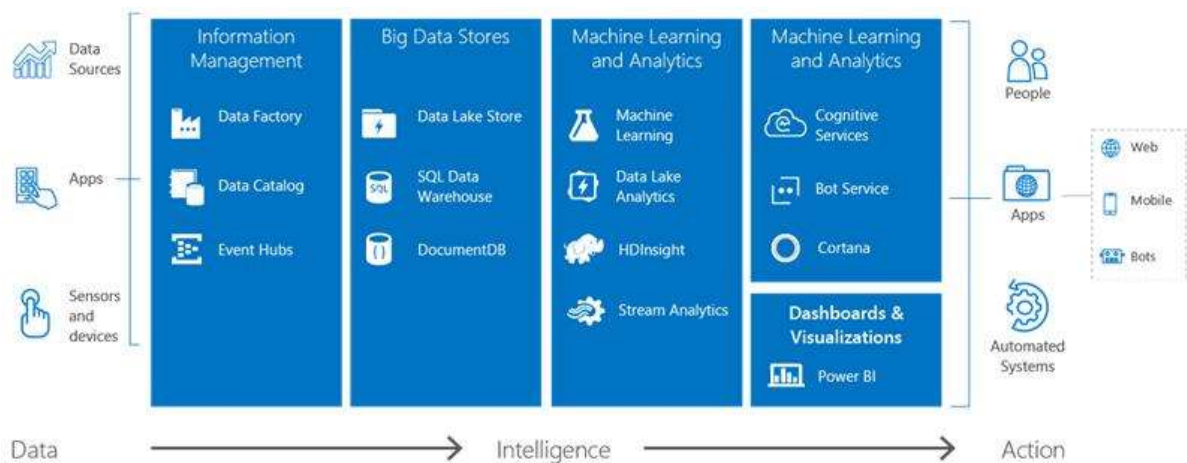 Data
Sources
Apps
Sensors
and
devices
Information
Management
Data Factory
Data Catalog
Event Hubs
Big Data Stores
Data Lake Store
SQL
SQL Data
Warehouse
DocumentDB
Machine Learning
and Analytics
Machine
Learning
Data Lake
Analytics
HDInsight
Stream Analytics
Machine Learning
and Analytics
Cognitive
Services
Bot Service
Cortana
Dashboards &
Visualizations
Power BI
People
Apps
Automated
Systems
Web
Mobile
Bots
Data
Intelligence
Action